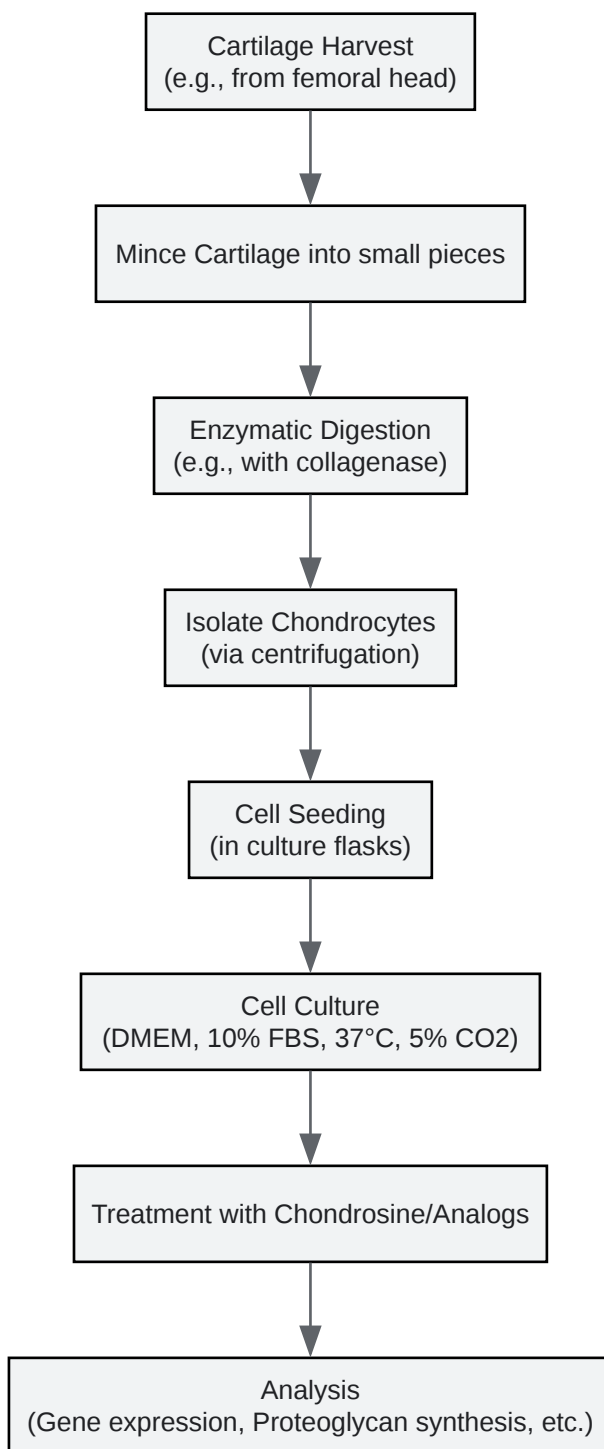 Cartilage Harvest
(e.g., from femoral head)
Mince Cartilage into small pieces
Enzymatic Digestion
(e.g., with collagenase)
Isolate Chondrocytes
(via centrifugation)
Cell Seeding
(in culture flasks)
Cell Culture
(DMEM, 10% FBS, 37°C, 5% CO2)
Treatment with Chondrosine/Analogs
Analysis
(Gene expression, Proteoglycan synthesis, etc.)